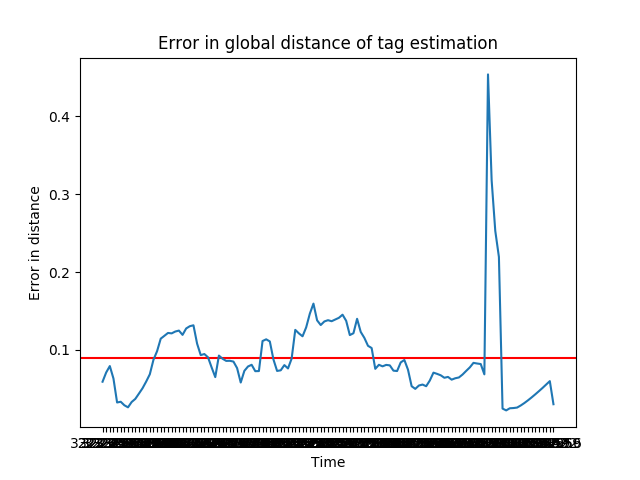 Error in global distance of tag estimation
0.4
0.3
0.2
0.1
Error in distance
Time